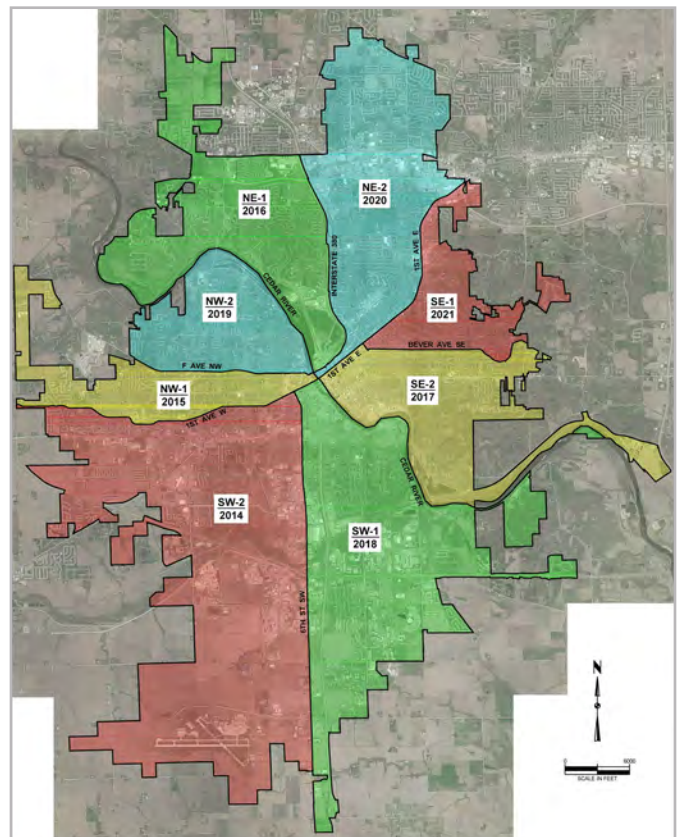 NE-1
2016
NE-2
2020
INTERSTATE 380
1ST AVE E
CEDAR RIVER
NW-2
2019
SE-1
2021
F AVE NW
1ST AVE E
BEVER AVE SE
NW-1
2015
SE-2
2017
1ST AVE W
CEDAR RIVER
SW-2
2014
SW-1
2018
6TH ST SW
N
0 6000
SCALE IN FEET